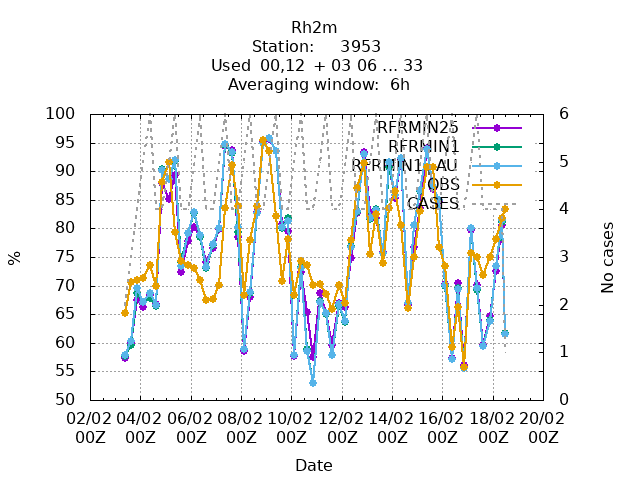 Rh2m
Station: 3953
Used 00,12 + 03 06 ... 33
Averaging window: 6h
100
95
90
85
80
75
70
65
60
55
50
%
RFRMIN25
RFRMIN1
RFRMIN1_AU
OBS
CASES
6
5
4
3
2
1
0
No cases
02/02 04/02 06/02 08/02 10/02 12/02 14/02 16/02 18/02 20/02
00Z 00Z 00Z 00Z 00Z 00Z 00Z 00Z 00Z 00Z
Date